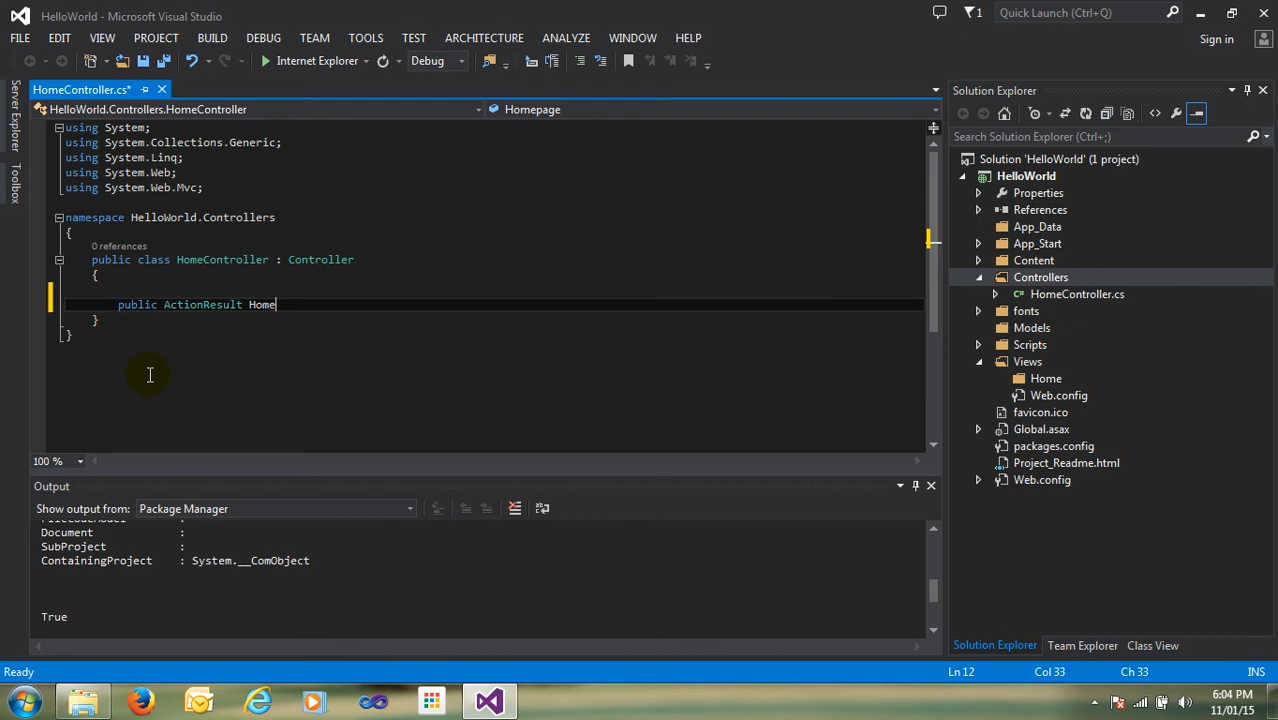 HelloWorld - Microsoft Visual Studio
1
Quick Launch (Ctrl+Q)
FILE EDIT VIEW PROJECT BUILD DEBUG TEAM TOOLS TEST ARCHITECTURE ANALYZE WINDOW HELP
Sign in
Internet Explorer Debug
Server Explorer
Toolbox
HomeController.cs*
HelloWorld.Controllers.HomeController
Homepage
using System;
using System.Collections.Generic;
using System.Linq;
using System.Web;
using System.Web.Mvc;
namespace HelloWorld.Controllers
{
0 references
public class HomeController : Controller
{
public ActionResult Home
}
}
100 %
Output
Show output from: Package Manager
Document :
SubProject :
ContainingProject : System.__ComObject
True
Solution Explorer
Search Solution Explorer (Ctrl+;)
Solution 'HelloWorld' (1 project)
HelloWorld
Properties
References
App_Data
App_Start
Content
Controllers
C# HomeController.cs
fonts
Models
Scripts
Views
Home
Web.config
favicon.ico
Global.asax
packages.config
Project_Readme.html
Web.config
Solution Explorer Team Explorer Class View
Ready
Ln 12 Col 33 Ch 33 INS
6:04 PM
11/01/15